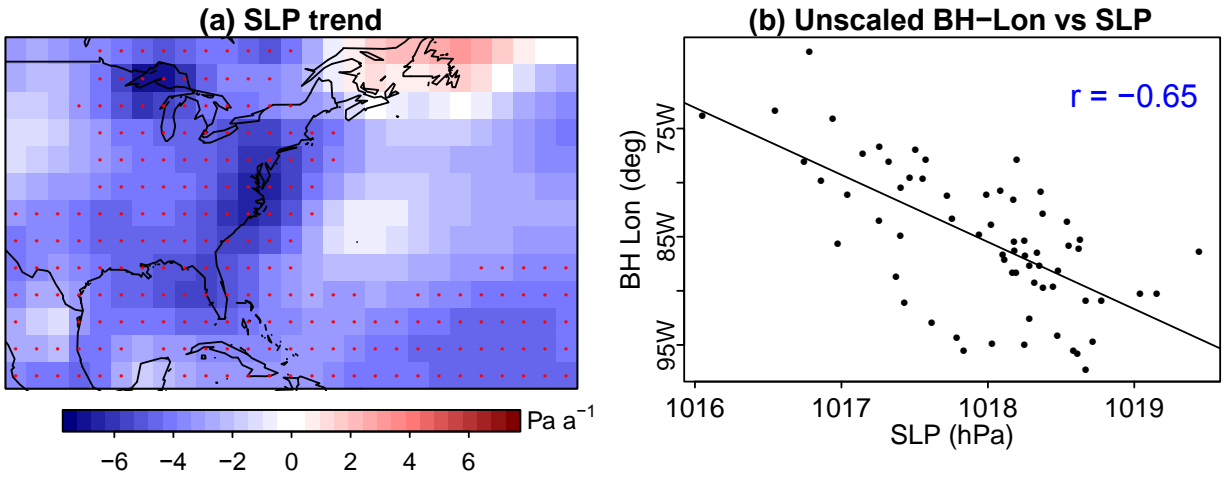 (a) SLP trend
−6 −4 −2 0 2 4 6
Pa a⁻¹
(b) Unscaled BH−Lon vs SLP
r = −0.65
75W
85W
95W
BH Lon (deg)
1016 1017 1018 1019
SLP (hPa)